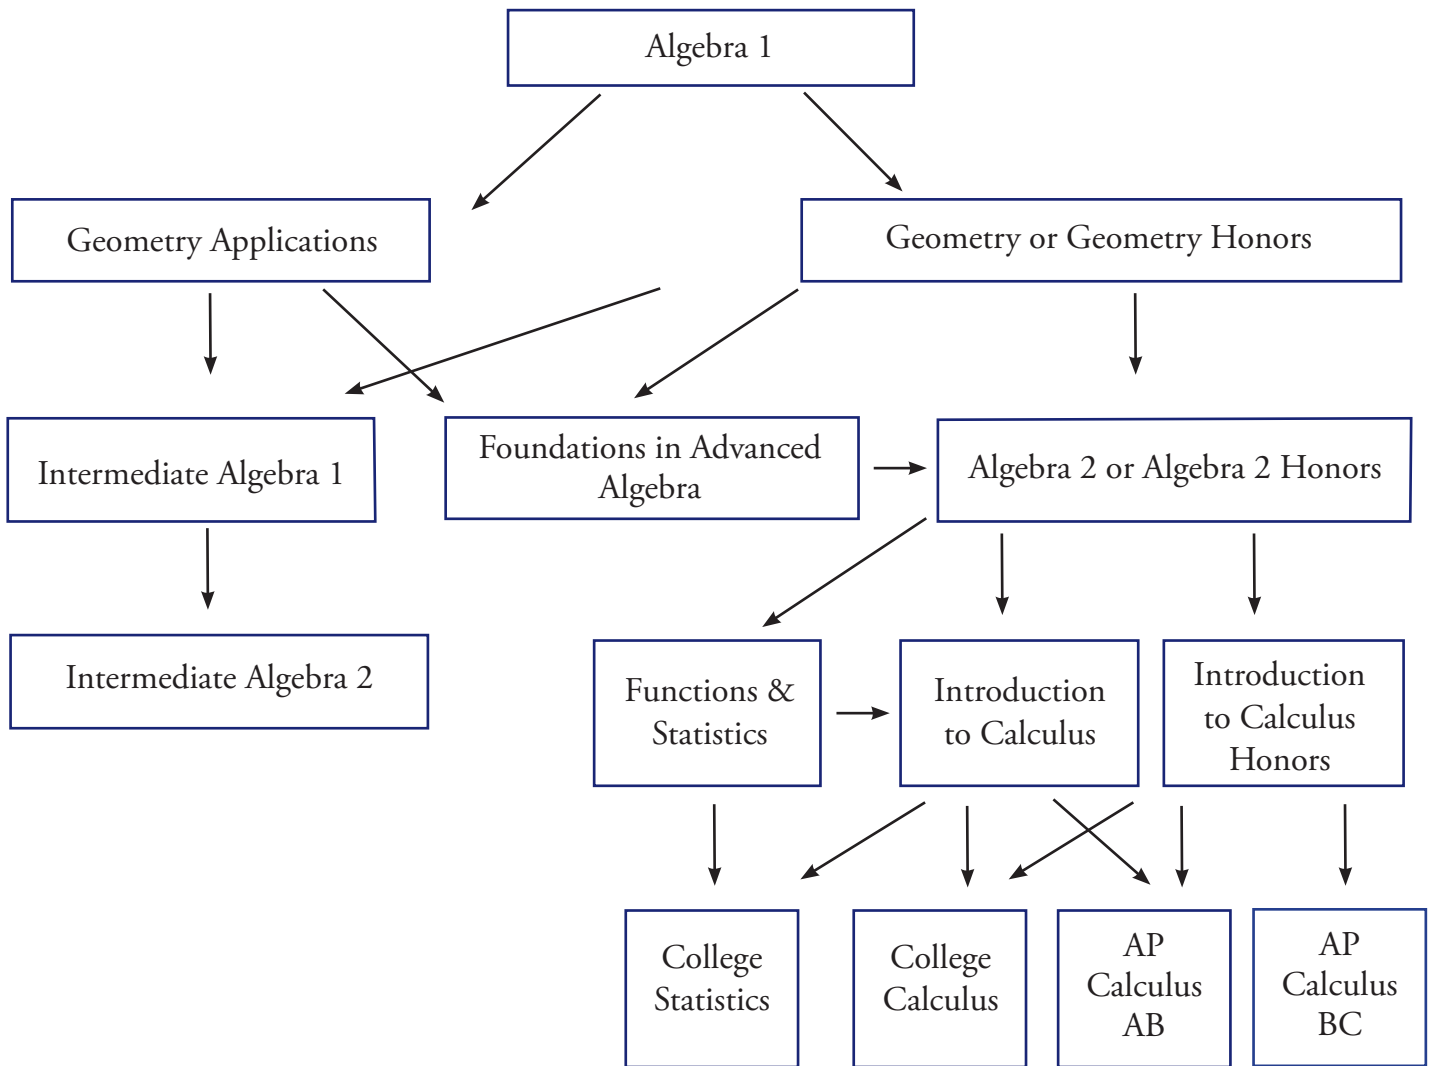 Algebra 1
Geometry Applications
Geometry or Geometry Honors
Intermediate Algebra 1
Foundations in Advanced
Algebra
Algebra 2 or Algebra 2 Honors
Intermediate Algebra 2
Functions &
Statistics
Introduction
to Calculus
Introduction
to Calculus
Honors
College
Statistics
College
Calculus
AP
Calculus
AB
AP
Calculus
BC